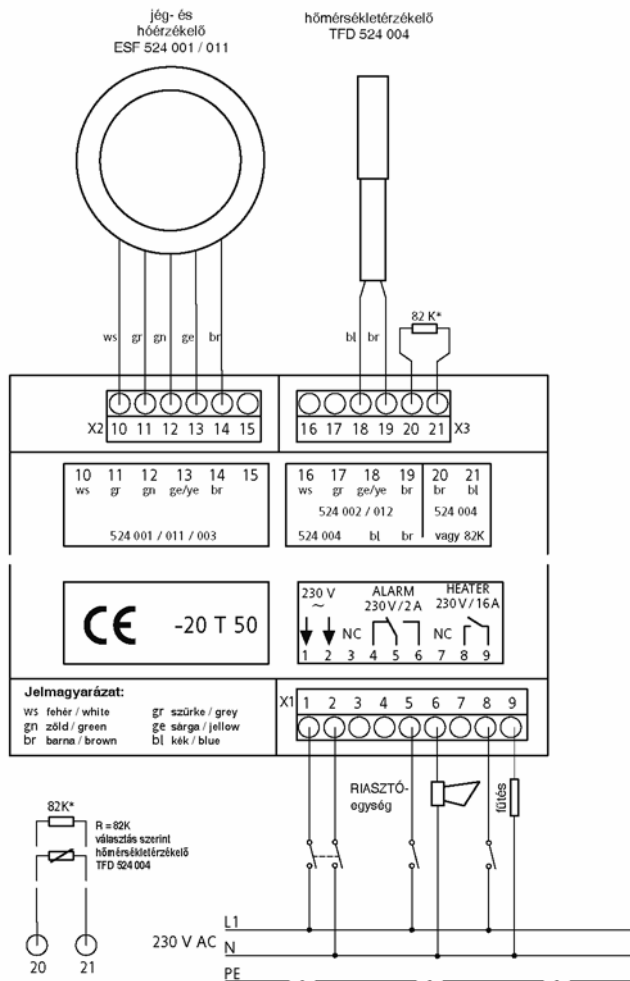 jég- és
hóérzékelő
ESF 524 001 / 011
hőmérsékletérzékelő
TFD 524 004
82 K*
ws gr gn ge br
bl br
X2 10 11 12 13 14 15
16 17 18 19 20 21 X3
10 11 12 13 14 15
ws gr gn ge/ye br
524 001 / 011 / 003
16 17 18 19 20 21
ws gr ge/ye br br bl
524 002 / 012 524 004
524 004 bl br vagy 82K
CE -20 T 50
230 V ~ ALARM HEATER
230 V / 2 A 230 V / 16 A
NC NC
1 2 3 4 5 6 7 8 9
Jelmagyarázat:
ws fehér / white gr szürke / grey
gn zöld / green ge sárga / jellow
br barna / brown bl kék / blue
X1 1 2 3 4 5 6 7 8 9
RIASZTÓ-
egység
fűtés
82K*
R = 82K
választás szerint
hőmérsékletérzékelő
TFD 524 004
20 21
230 V AC
L1
N
PE